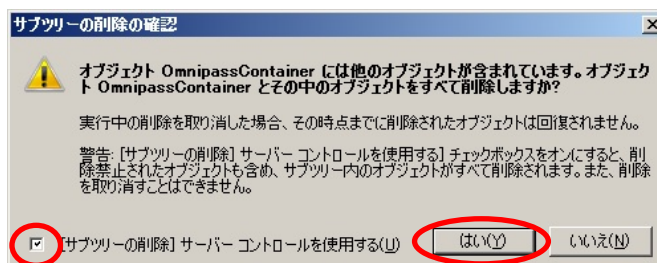 サブツリーの削除の確認
オブジェクト OmnipassContainer には他のオブジェクトが含まれています。オブジェク
ト OmnipassContainer とその中のオブジェクトをすべて削除しますか?
実行中の削除を取り消した場合、その時点までに削除されたオブジェクトは回復されません。
警告: [サブツリーの削除] サーバー コントロールを使用する] チェックボックスをオンにすると、削
除禁止されたオブジェクトも含め、サブツリー内のオブジェクトがすべて削除されます。また、削除
を取り消すことはできません。
[サブツリーの削除] サーバー コントロールを使用する(U) はい(Y) いいえ(N)